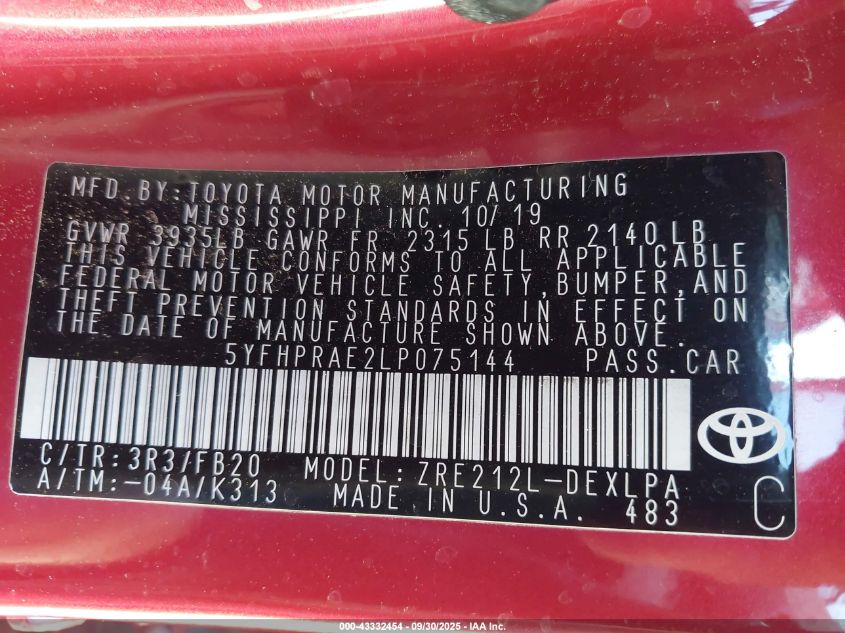 MFD.BY:TOYOTA MOTOR MANUFACTURING
MISSISSIPPI INC. 10/19
GVWR 3935LB GAWR FR 2315 LB RR 2140 LB
THIS VEHICLE CONFORMS TO ALL APPLICABLE
FEDERAL MOTOR VEHICLE SAFETY,BUMPER,AND
THEFT PREVENTION STANDARDS IN EFFECT ON
THE DATE OF MANUFACTURE SHOWN ABOVE.
5YFHPRAE2LP075144 PASS.CAR
C/TR:3R3/FB20 MODEL:ZRE212L-DEXLPA
A/TM:-04A/K313 MADE IN U.S.A. 483
C
000-43332454 - 09/30/2025 - IAA Inc.